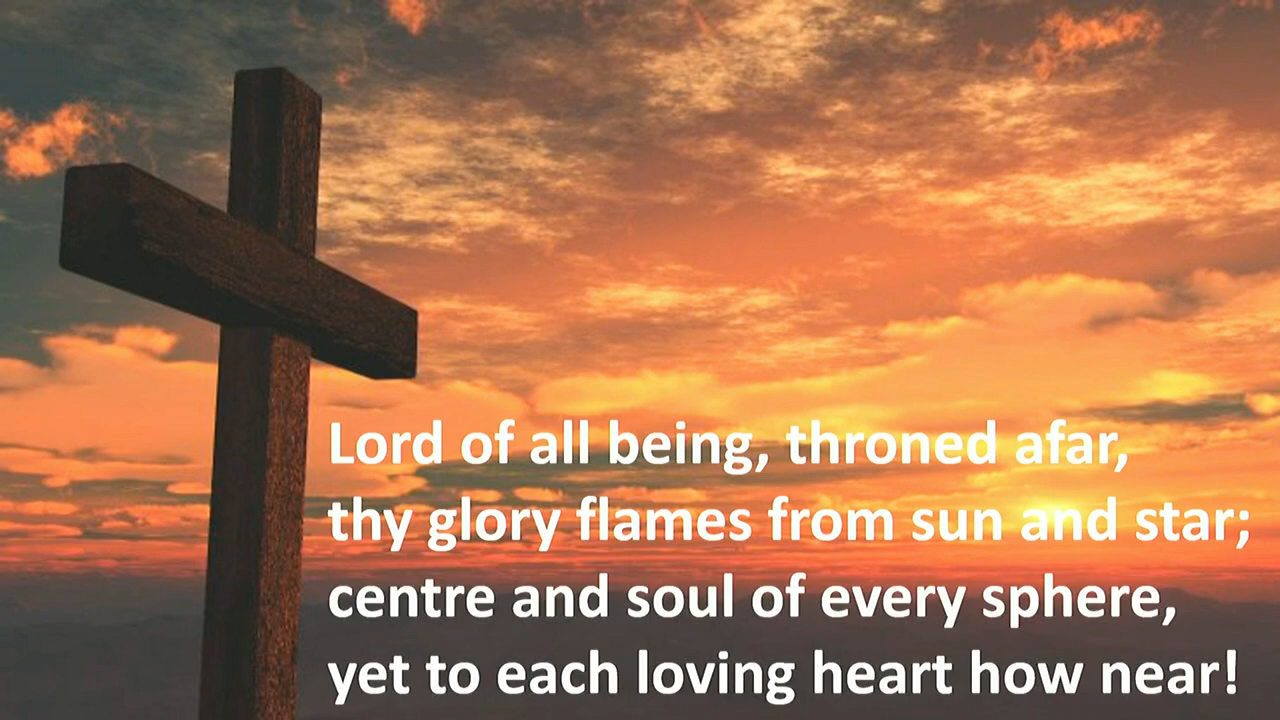 Lord of all being, throned afar,
thy glory flames from sun and star;
centre and soul of every sphere,
yet to each loving heart how near!